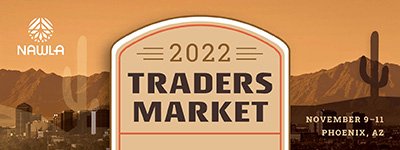 NAWLA
2022
TRADERS
MARKET
NOVEMBER 9–11
PHOENIX, AZ